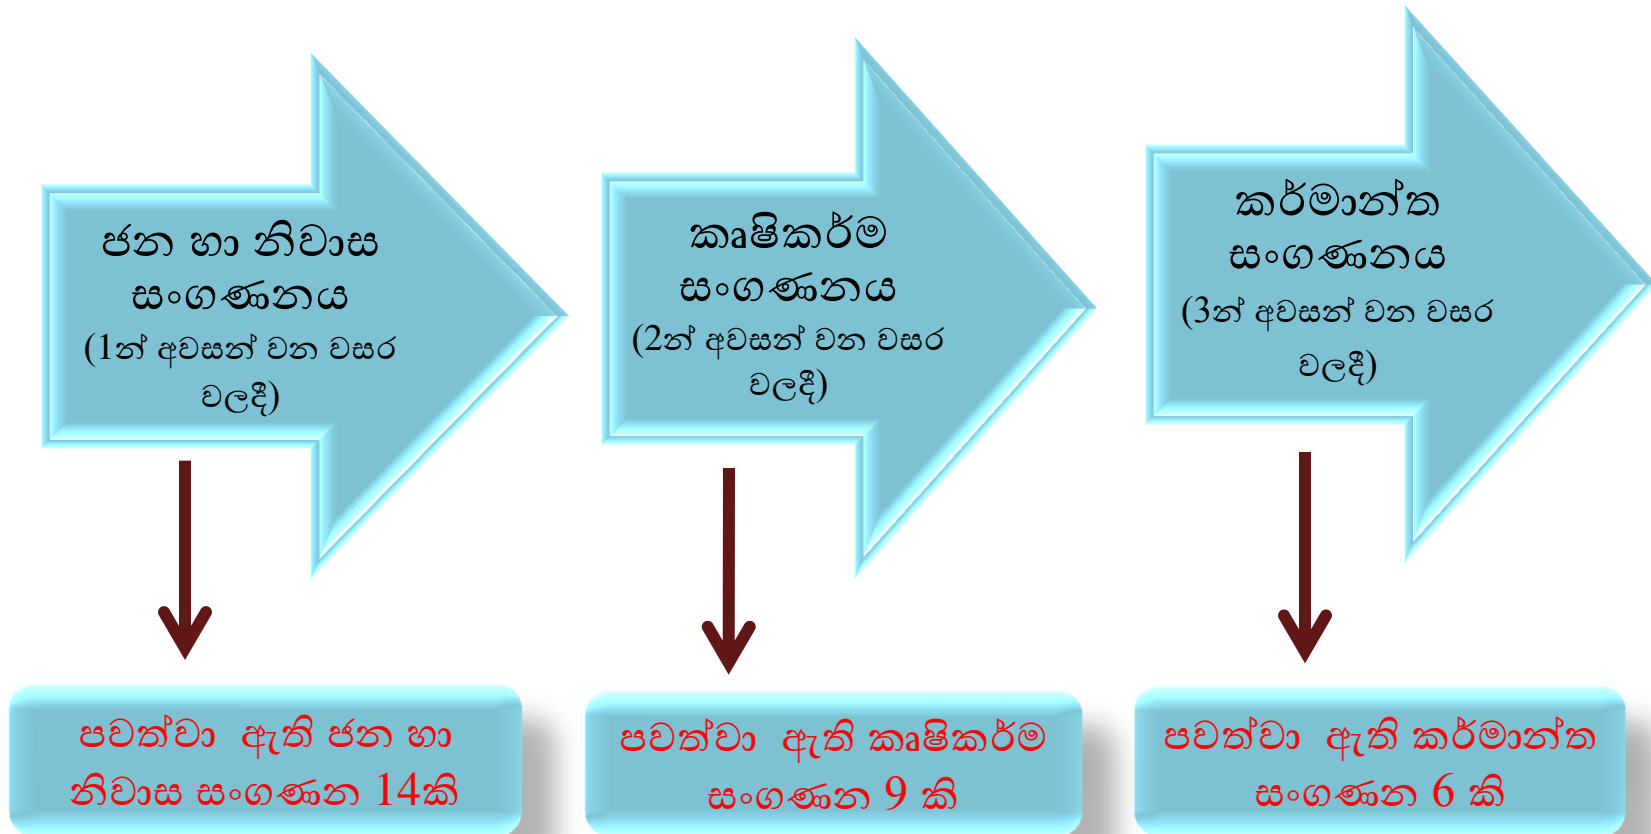 ජන හා නිවාස
සංගණනය
(1න් අවසන් වන වසර
වලදී)
කෘෂිකර්ම
සංගණනය
(2න් අවසන් වන වසර
වලදී)
කර්මාන්ත
සංගණනය
(3න් අවසන් වන වසර
වලදී)
පවත්වා ඇති ජන හා
නිවාස සංගණන 14කි
පවත්වා ඇති කෘෂිකර්ම
සංගණන 9 කි
පවත්වා ඇති කර්මාන්ත
සංගණන 6 කි